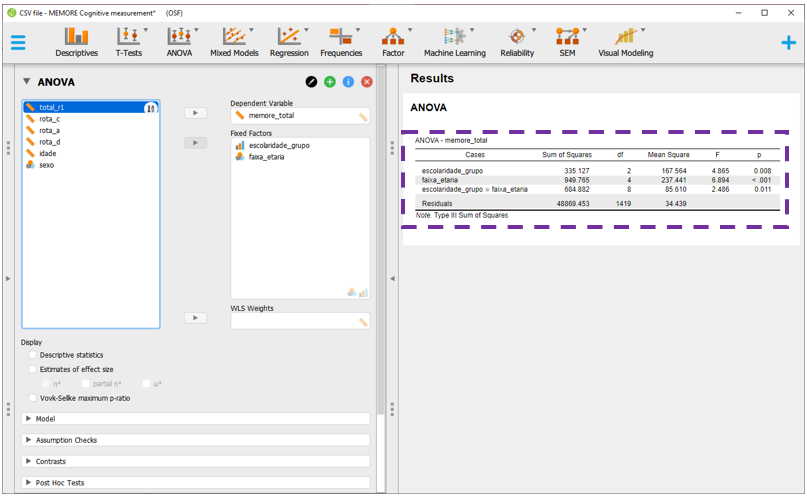 CSV file - MEMORE Cognitive measurement* (OSF)
Descriptives T-Tests ANOVA Mixed Models Regression Frequencies Factor Machine Learning Reliability SEM Visual Modeling
ANOVA
total_r1
rota_c
rota_a
rota_d
idade
sexo
Dependent Variable
memore_total
Fixed Factors
escolaridade_grupo
faixa_etaria
WLS Weights
Display
Descriptive statistics
Estimates of effect size
η² partial η² ω²
Vovk-Sellke maximum p-ratio
Model
Assumption Checks
Contrasts
Post Hoc Tests
Results
ANOVA
ANOVA - memore_total
Cases Sum of Squares df Mean Square F p
escolaridade_grupo 335.127 2 167.564 4.865 0.008
faixa_etaria 949.765 4 237.441 6.894 < .001
escolaridade_grupo ✻ faixa_etaria 684.882 8 85.610 2.486 0.011
Residuals 48869.453 1419 34.439
Note. Type III Sum of Squares